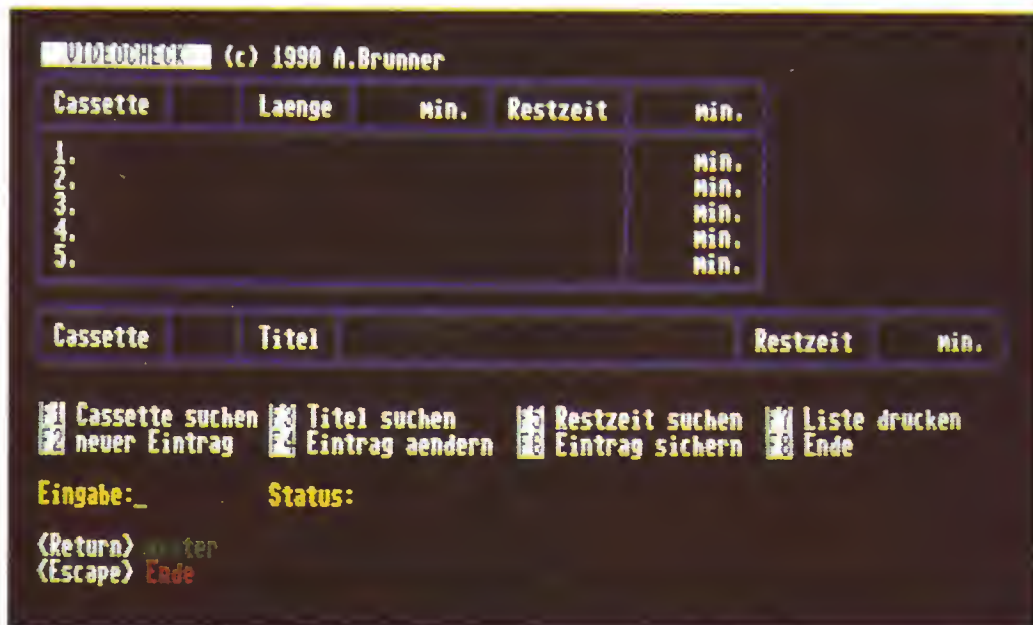 VIDEOCHECK (c) 1990 A.Brunner
Cassette Laenge Min. Restzeit Min.
1. Min.
2. Min.
3. Min.
4. Min.
5. Min.
Cassette Titel Restzeit Min.
F1 Cassette suchen F3 Titel suchen F5 Restzeit suchen F7 Liste drucken
F2 neuer Eintrag F4 Eintrag aendern F6 Eintrag sichern F8 Ende
Eingabe:_ Status:
<Return> weiter
<Escape> Ende